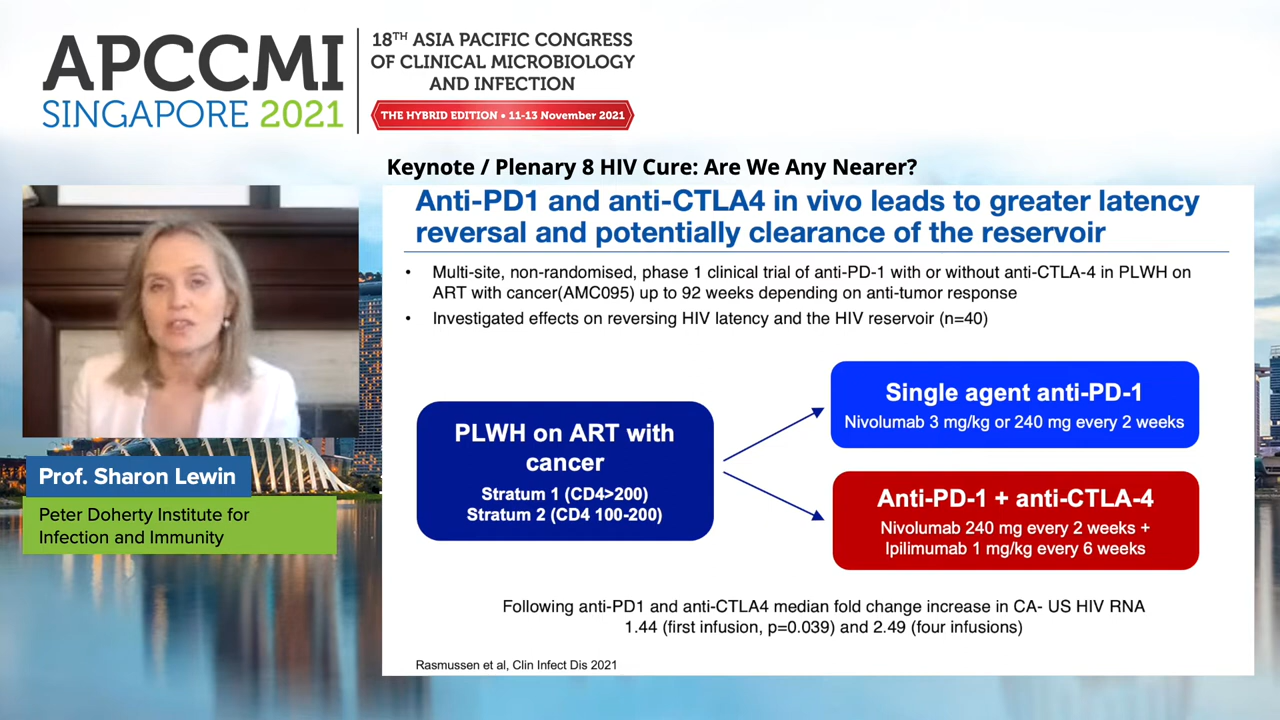 APCCMI
SINGAPORE 2021
18TH ASIA PACIFIC CONGRESS
OF CLINICAL MICROBIOLOGY
AND INFECTION
THE HYBRID EDITION • 11-13 November 2021
Keynote / Plenary 8 HIV Cure: Are We Any Nearer?
Prof. Sharon Lewin
Peter Doherty Institute for
Infection and Immunity
Anti-PD1 and anti-CTLA4 in vivo leads to greater latency
reversal and potentially clearance of the reservoir
• Multi-site, non-randomised, phase 1 clinical trial of anti-PD-1 with or without anti-CTLA-4 in PLWH on
ART with cancer(AMC095) up to 92 weeks depending on anti-tumor response
• Investigated effects on reversing HIV latency and the HIV reservoir (n=40)
PLWH on ART with
cancer
Stratum 1 (CD4>200)
Stratum 2 (CD4 100-200)
Single agent anti-PD-1
Nivolumab 3 mg/kg or 240 mg every 2 weeks
Anti-PD-1 + anti-CTLA-4
Nivolumab 240 mg every 2 weeks +
Ipilimumab 1 mg/kg every 6 weeks
Following anti-PD1 and anti-CTLA4 median fold change increase in CA- US HIV RNA
1.44 (first infusion, p=0.039) and 2.49 (four infusions)
Rasmussen et al, Clin Infect Dis 2021